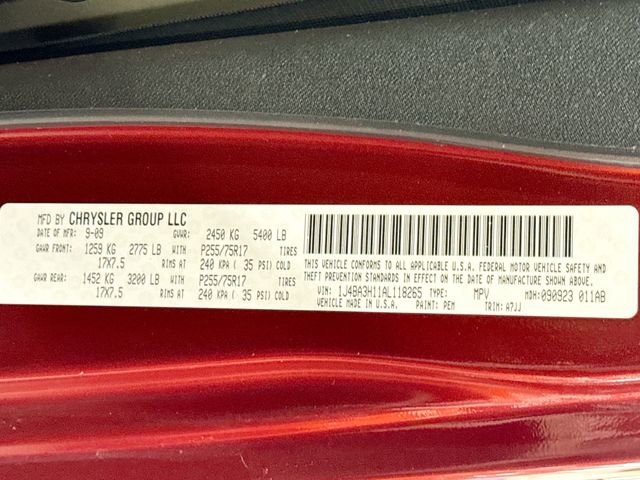 MFD BY CHRYSLER GROUP LLC
DATE OF MFR: 9-09 GVWR: 2450 KG 5400 LB
GAWR FRONT: 1259 KG 2775 LB WITH P255/75R17 TIRES
17X7.5 RIMS AT 240 KPA ( 35 PSI) COLD
GAWR REAR: 1452 KG 3200 LB WITH P255/75R17 TIRES
17X7.5 RIMS AT 240 KPA ( 35 PSI) COLD
THIS VEHICLE CONFORMS TO ALL APPLICABLE U.S.A. FEDERAL MOTOR VEHICLE SAFETY AND
THEFT PREVENTION STANDARDS IN EFFECT ON THE DATE OF MANUFACTURE SHOWN ABOVE.
VIN: 1J4BA3H11AL118265 TYPE: MPV MDH: 090923 011AB
VEHICLE MADE IN U.S.A. PAINT: PEM TRIM: A7JJ